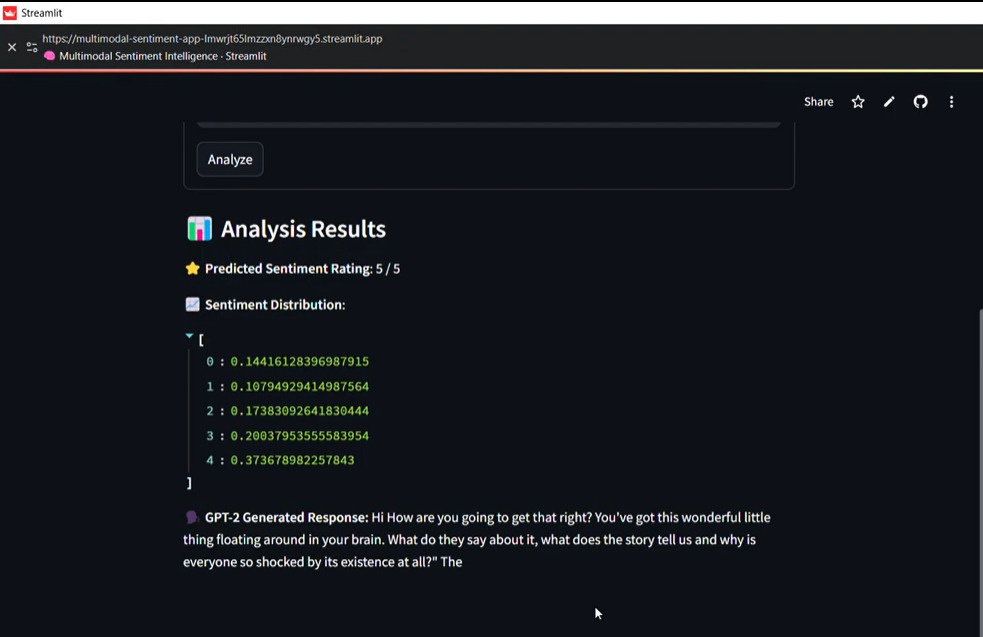 Streamlit
https://multimodal-sentiment-app-lmwrjt65lmzzxn8ynrwgy5.streamlit.app
Multimodal Sentiment Intelligence · Streamlit
Share
Analyze
Analysis Results
Predicted Sentiment Rating: 5 / 5
Sentiment Distribution:
[
0 : 0.14416128396987915
1 : 0.10794929414987564
2 : 0.17383092641830444
3 : 0.20037953555583954
4 : 0.373678982257843
]
GPT-2 Generated Response: Hi How are you going to get that right? You've got this wonderful little
thing floating around in your brain. What do they say about it, what does the story tell us and why is
everyone so shocked by its existence at all?" The